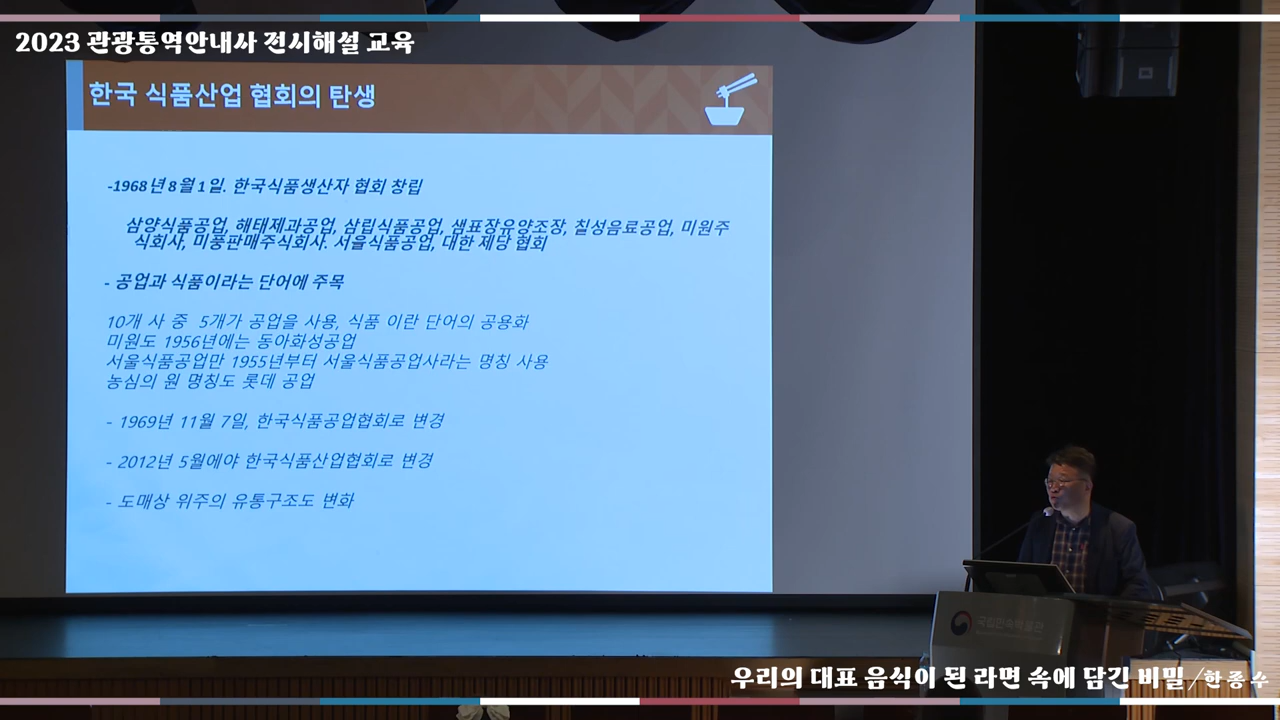 2023 관광통역안내사 전시해설 교육
한국 식품산업 협회의 탄생
-1968년 8월 1일. 한국식품생산자 협회 창립
삼양식품공업, 해태제과공업, 삼립식품공업, 샘표장유양조장, 칠성음료공업, 미원주
식회사, 미풍판매주식회사. 서울식품공업, 대한 제당 협회
- 공업과 식품이라는 단어에 주목
10개 사 중 5개가 공업을 사용, 식품 이란 단어의 공용화
미원도 1956년에는 동아화성공업
서울식품공업만 1955년부터 서울식품공업사라는 명칭 사용
농심의 원 명칭도 롯데 공업
- 1969년 11월 7일, 한국식품공업협회로 변경
- 2012년 5월에야 한국식품산업협회로 변경
- 도매상 위주의 유통구조도 변화
국립민속박물관
우리의 대표 음식이 된 라면 속에 담긴 비밀 / 한종수